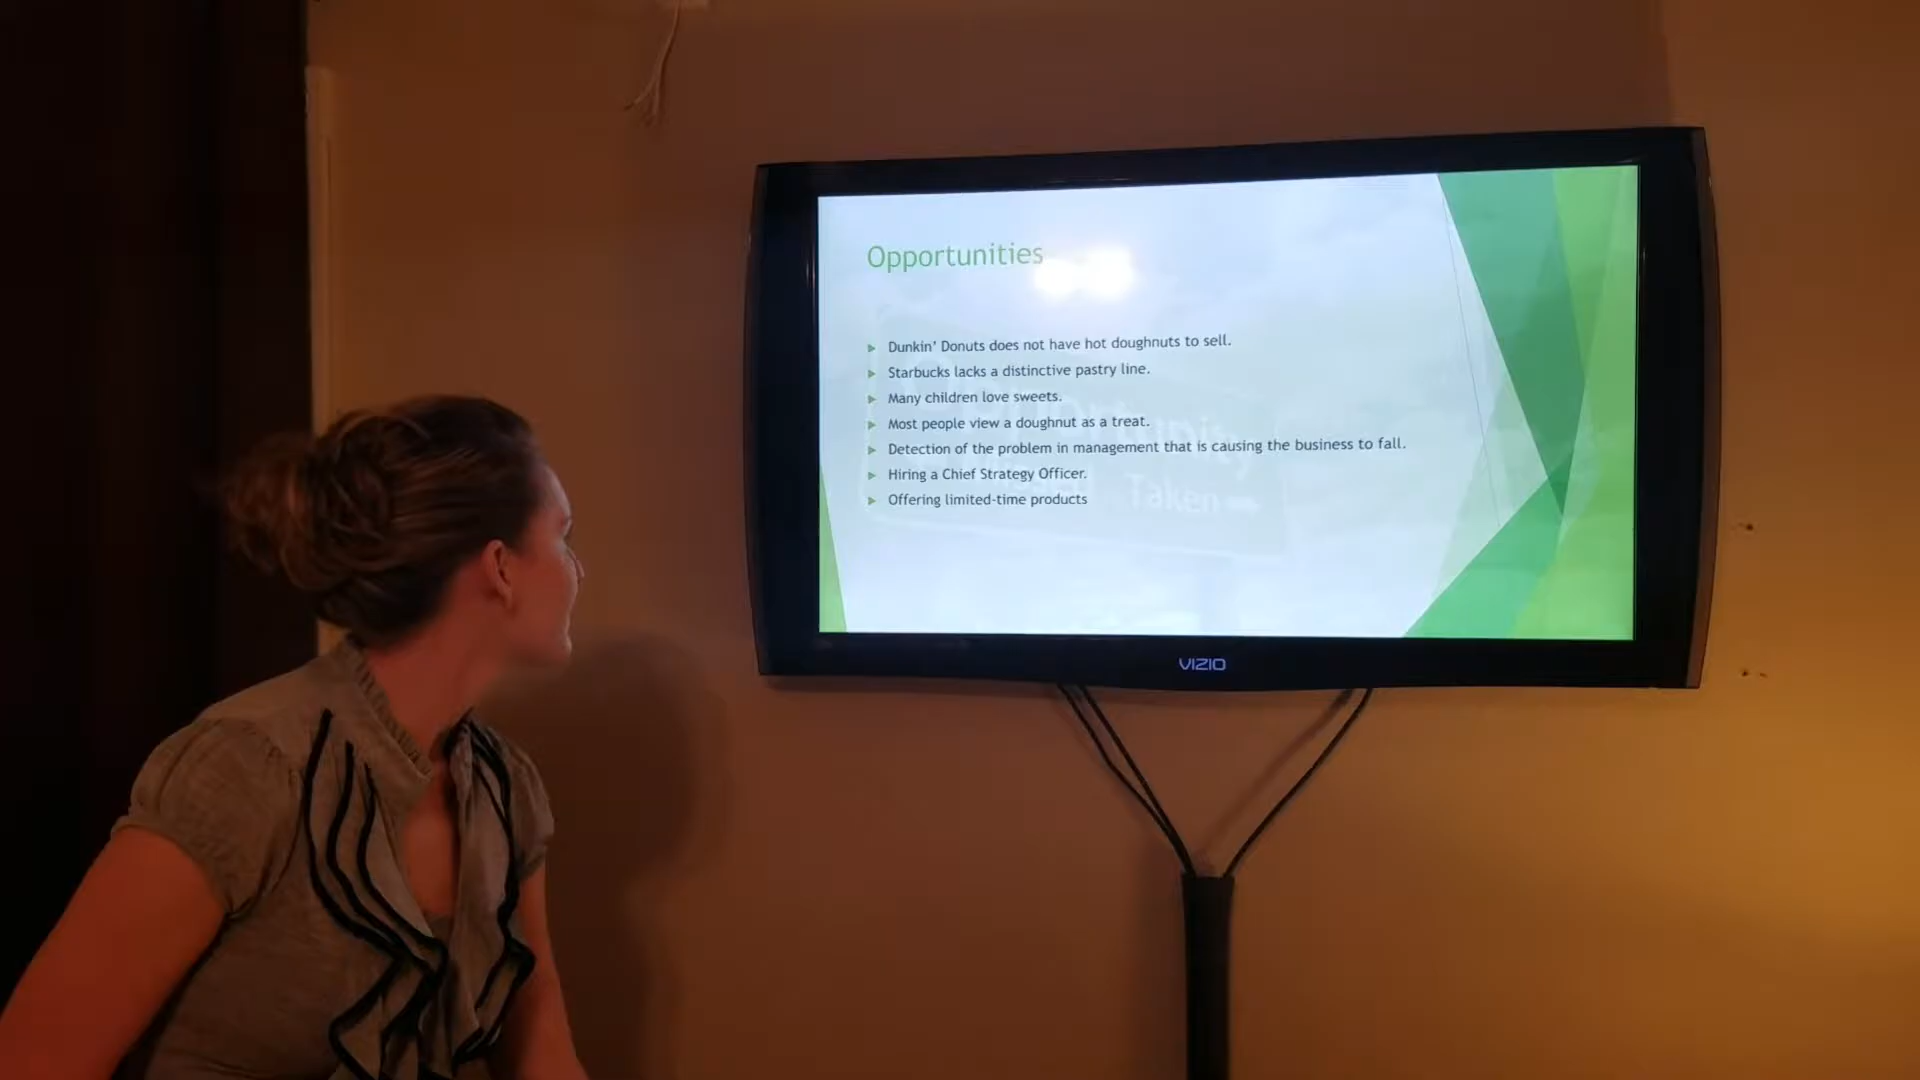 Opportunities
Dunkin' Donuts does not have hot doughnuts to sell.
Starbucks lacks a distinctive pastry line.
Many children love sweets.
Most people view a doughnut as a treat.
Detection of the problem in management that is causing the business to fall.
Hiring a Chief Strategy Officer.
Offering limited-time products
Opportunity
Taken
VIZIO